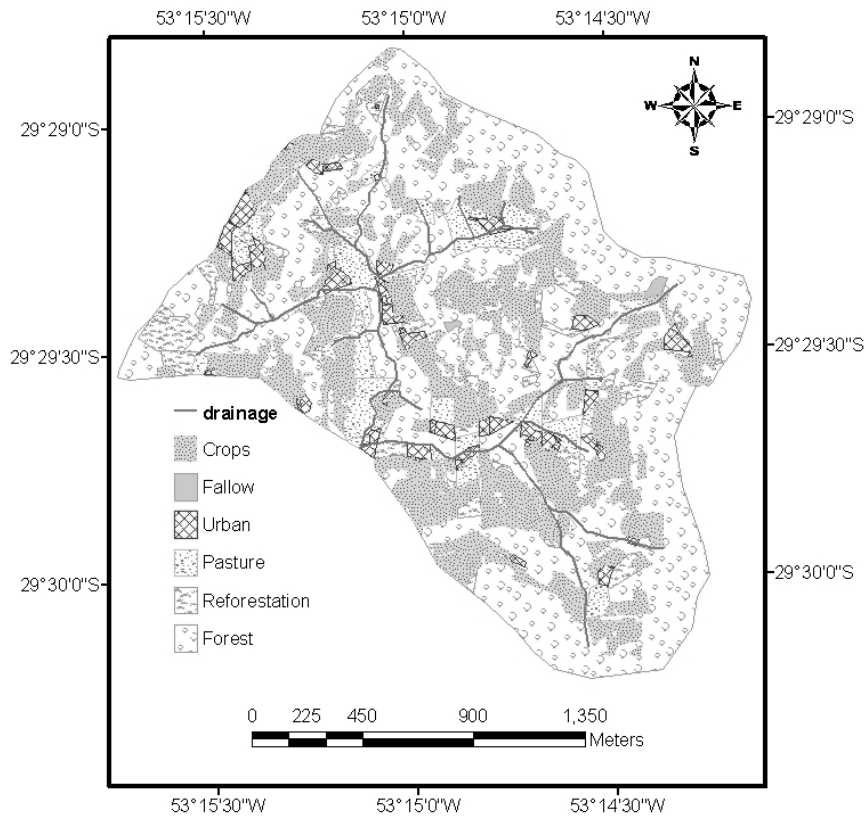 53°15'30"W 53°15'0"W 53°14'30"W
N
W E
S
29°29'0"S 29°29'0"S
29°29'30"S 29°29'30"S
drainage
Crops
Fallow
Urban
Pasture
Reforestation
Forest
29°30'0"S 29°30'0"S
0 225 450 900 1,350
Meters
53°15'30"W 53°15'0"W 53°14'30"W